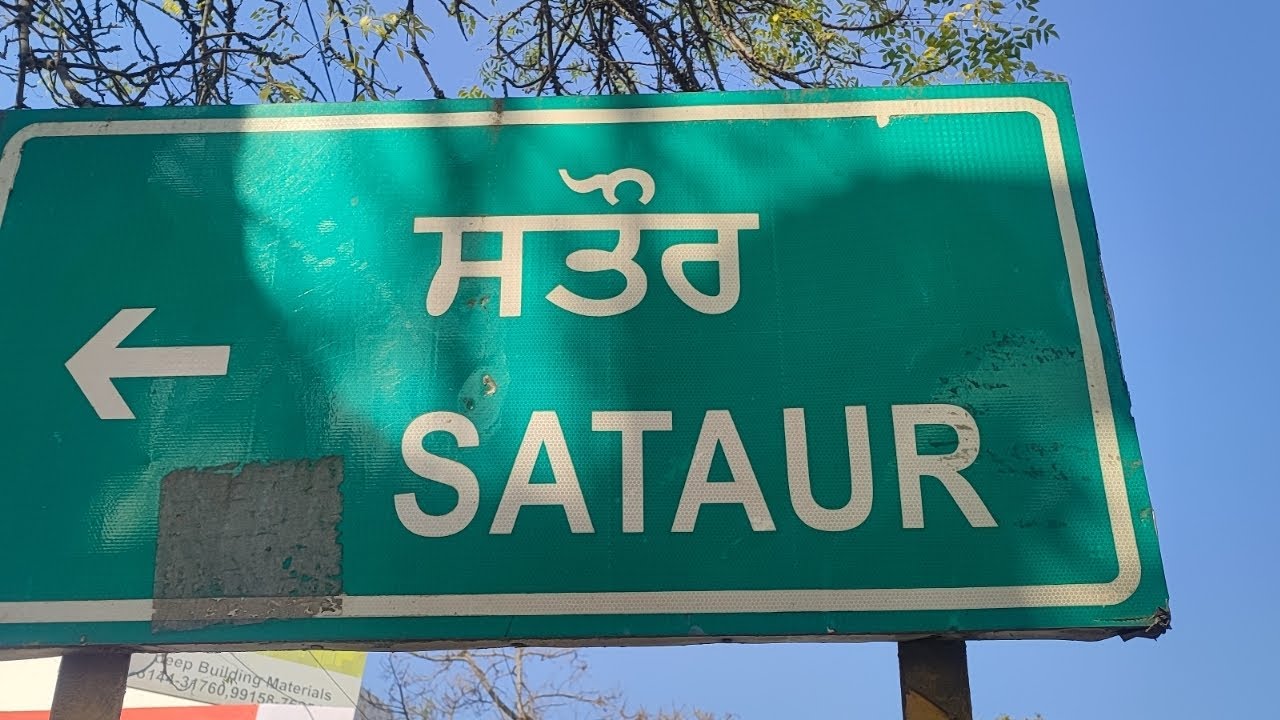 ਸਤੌਰ
SATAUR
Building Materials